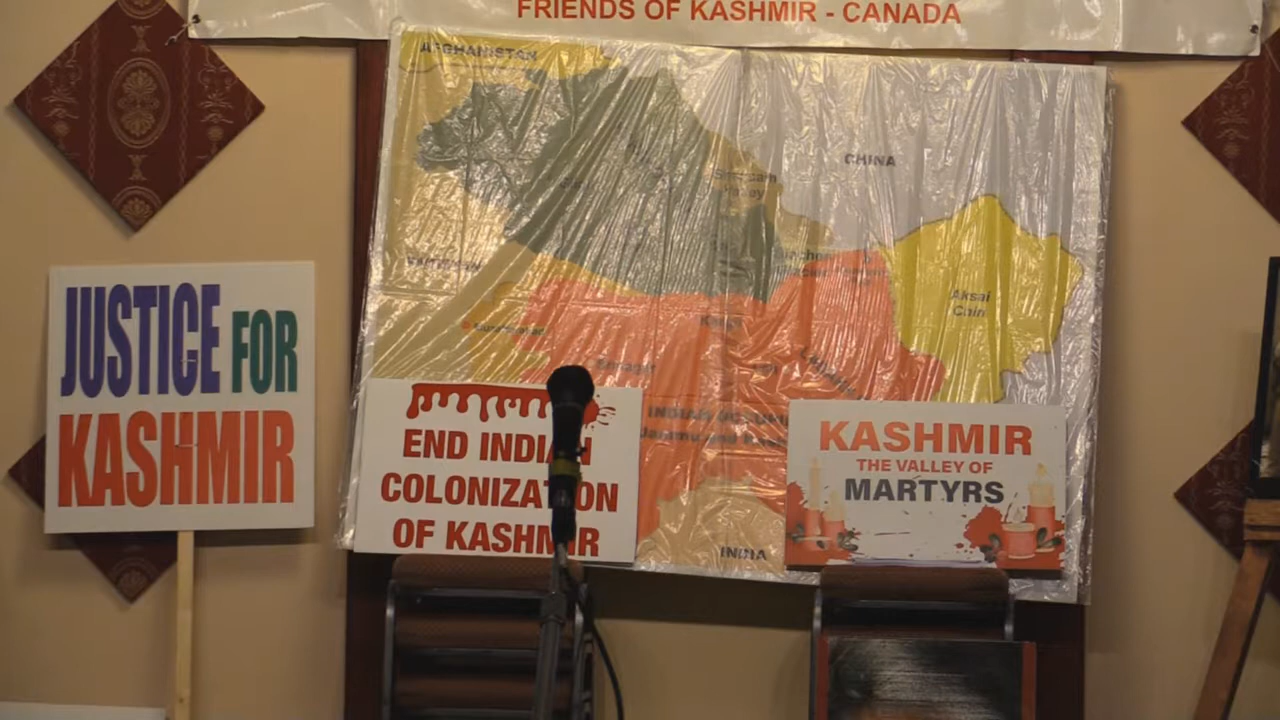 FRIENDS OF KASHMIR - CANADA
AFGHANISTAN
CHINA
Aksai
Chin
JUSTICE FOR
KASHMIR
END INDIAN
COLONIZATION
OF KASHMIR
KASHMIR
THE VALLEY OF
MARTYRS
INDIA